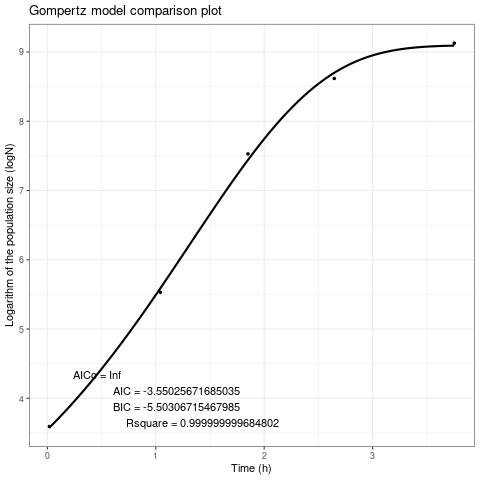 Gompertz model comparison plot
Logarithm of the population size (logN)
9
8
7
6
5
4
AICc = Inf
AIC = -3.55025671685035
BIC = -5.50306715467985
Rsquare = 0.999999999684802
0 1 2 3
Time (h)